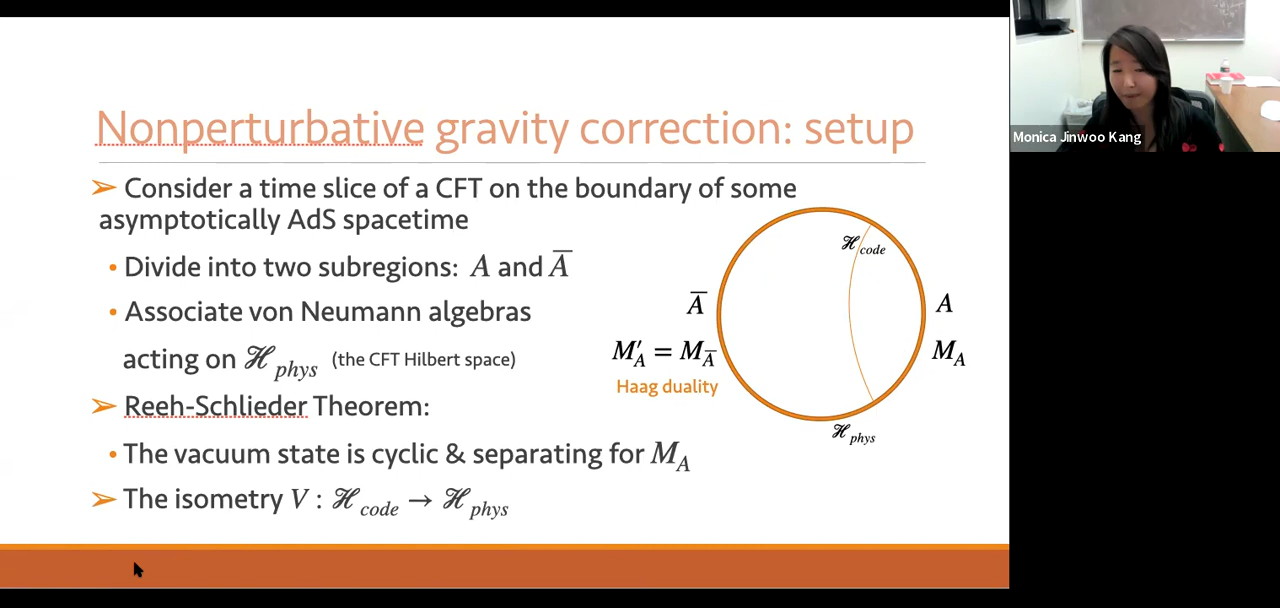 Nonperturbative gravity correction: setup
➢ Consider a time slice of a CFT on the boundary of some
asymptotically AdS spacetime
• Divide into two subregions: A and A̅
• Associate von Neumann algebras
acting on ℋ_phys (the CFT Hilbert space)
➢ Reeh-Schlieder Theorem:
• The vacuum state is cyclic & separating for M_A
➢ The isometry V : ℋ_code → ℋ_phys
ℋ_code
A̅
A
M′_A = M_A̅
M_A
Haag duality
ℋ_phys
Monica Jinwoo Kang